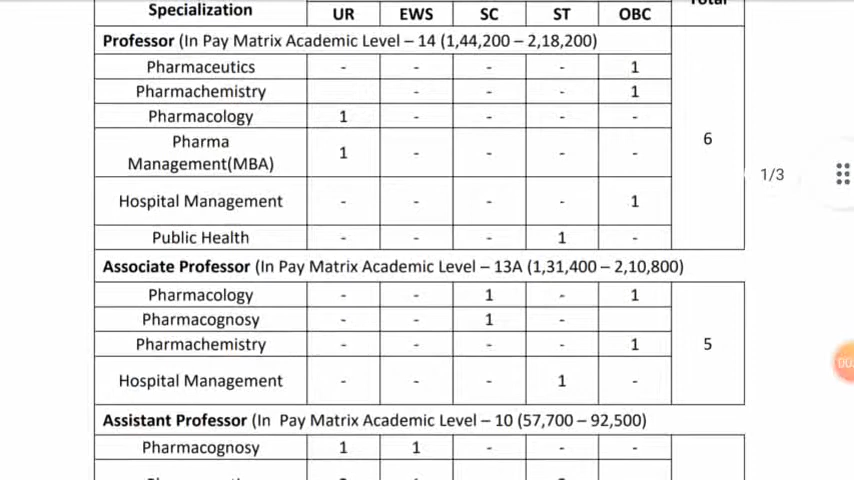 Total
Specialization UR EWS SC ST OBC
Professor (In Pay Matrix Academic Level – 14 (1,44,200 – 2,18,200)
Pharmaceutics - - - - 1
Pharmachemistry - - - 1
Pharmacology 1 - - - -
Pharma
Management(MBA) 1 - - - -
6
1/3
Hospital Management - - - - 1
Public Health - - - 1 -
Associate Professor (In Pay Matrix Academic Level – 13A (1,31,400 – 2,10,800)
Pharmacology - - 1 - 1
Pharmacognosy - - 1 -
Pharmachemistry - - - - 1 5
Hospital Management - - - 1 -
Assistant Professor (In Pay Matrix Academic Level – 10 (57,700 – 92,500)
Pharmacognosy 1 1 - - -